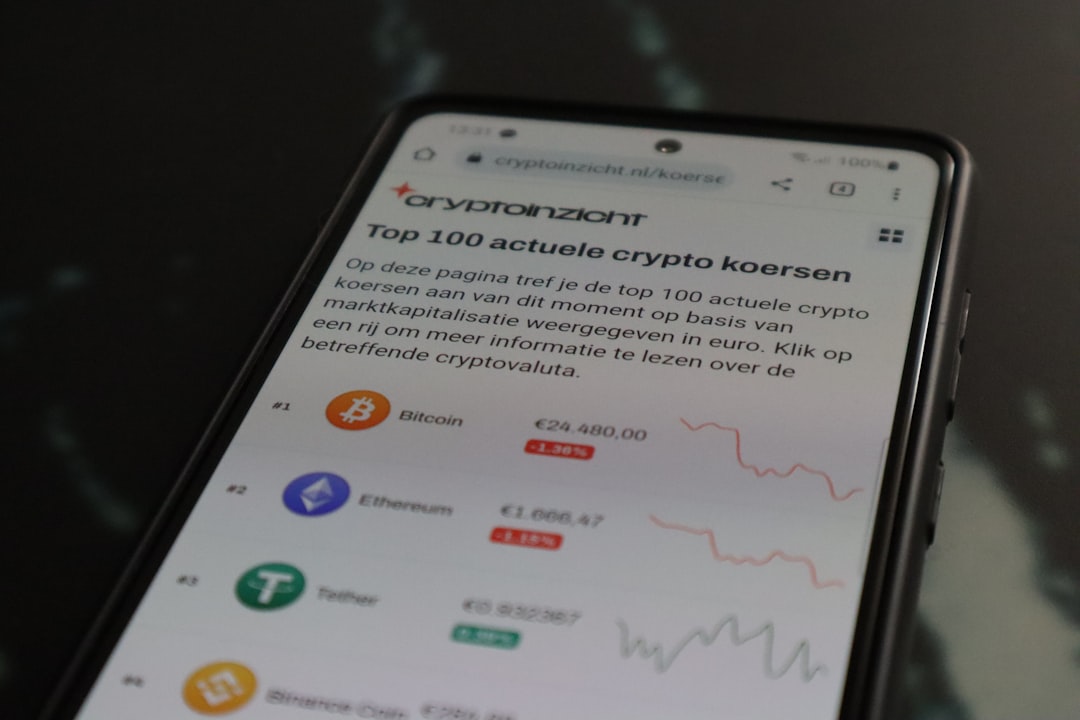 13:31
100%
cryptoinzicht.nl/koerse
4
cryptoinzicht
Top 100 actuele crypto koersen
Op deze pagina tref je de top 100 actuele crypto
koersen aan van dit moment op basis van
marktkapitalisatie weergegeven in euro. Klik op
een rij om meer informatie te lezen over de
betreffende cryptovaluta.
#1 Bitcoin €24.480,00
-1.36%
#2 Ethereum €1.666,47
-1.15%
#3 Tether €0.932367
#4 Binance Coin